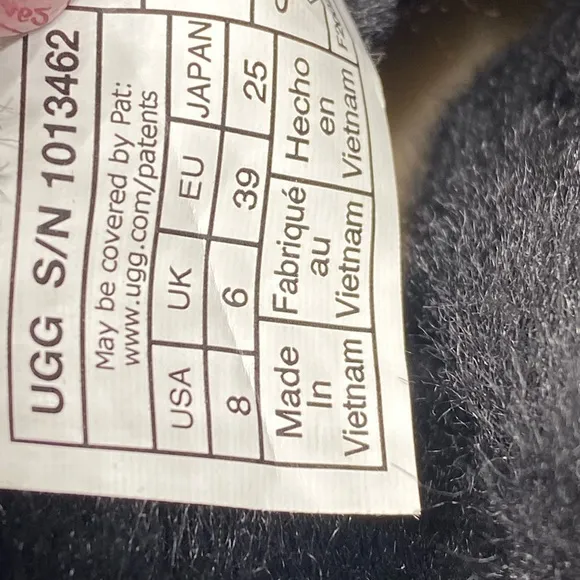 UGG S/N 1013462
May be covered by Pat:
www.ugg.com/patents
USA UK EU JAPAN
8 6 39 25
Made Fabriqué Hecho
In au en
Vietnam Vietnam Vietnam